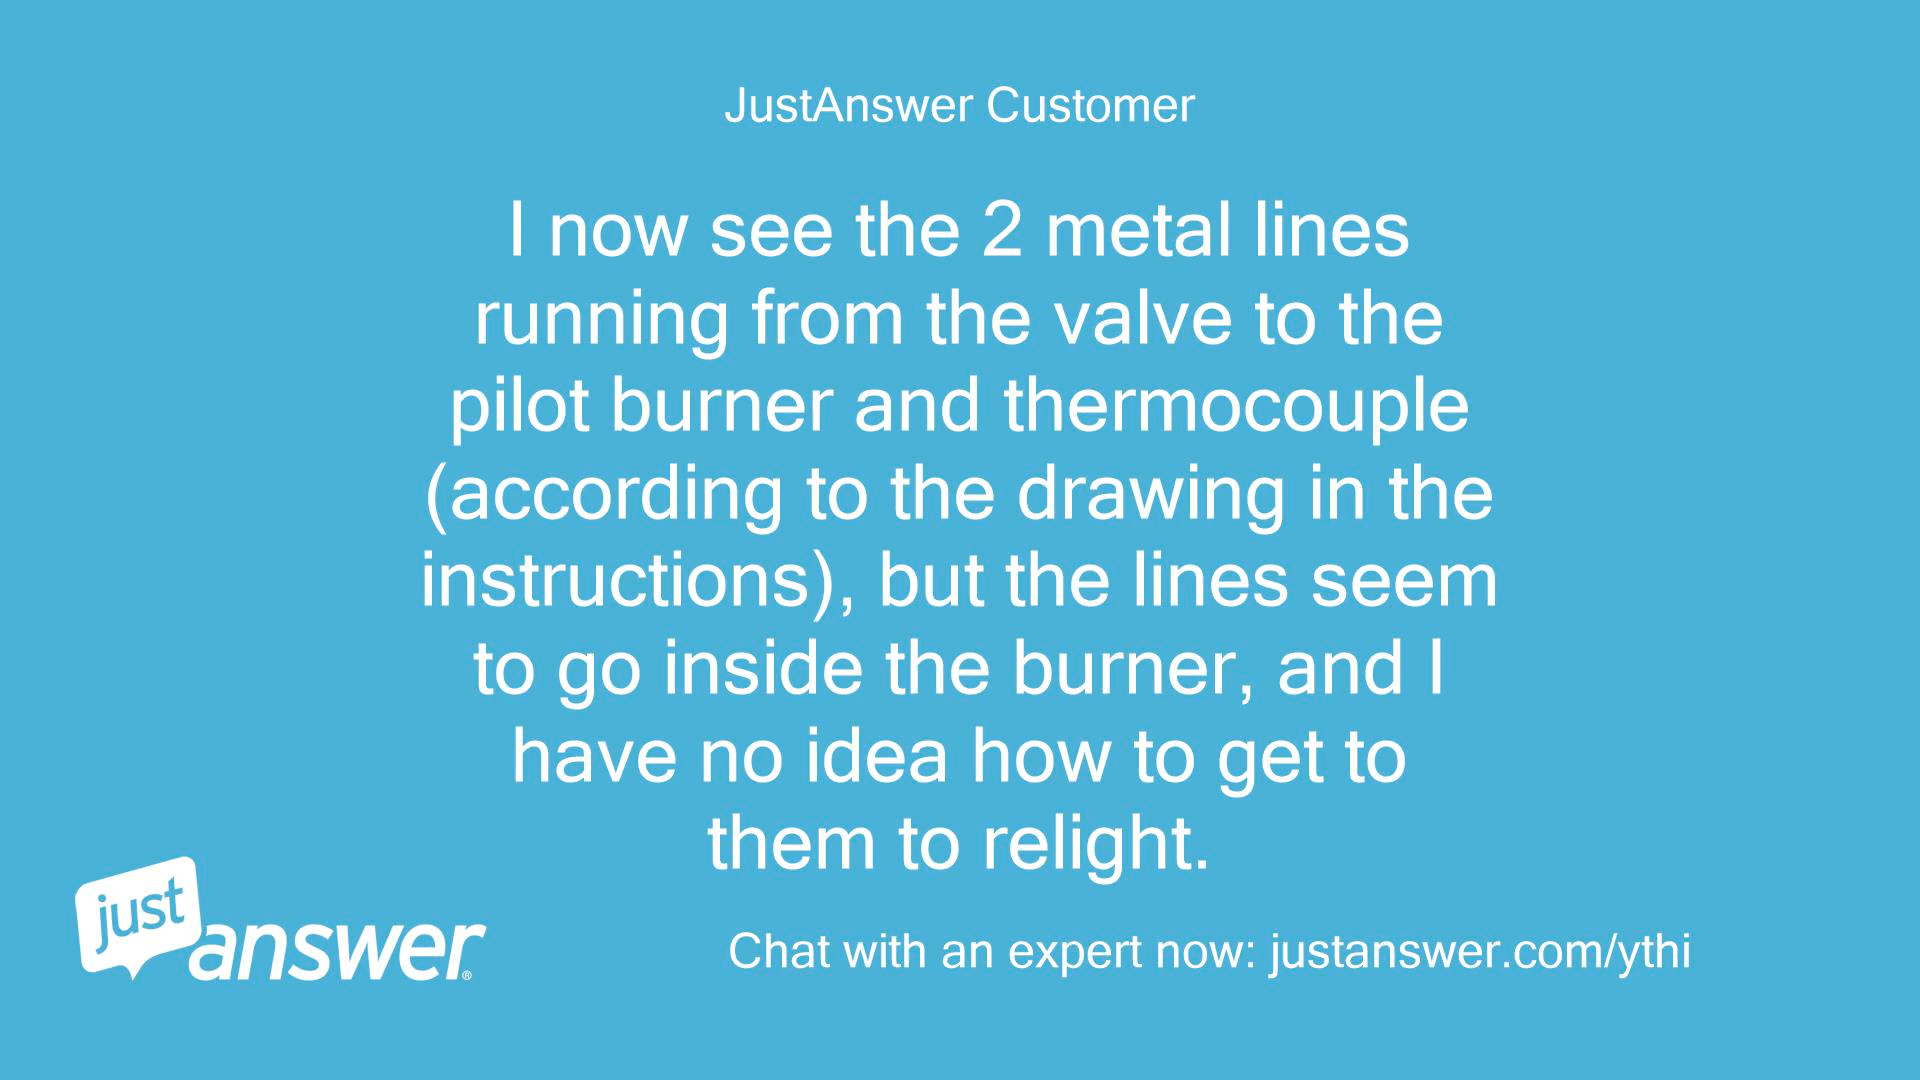 JustAnswer Customer
I now see the 2 metal lines
running from the valve to the
pilot burner and thermocouple
(according to the drawing in the
instructions), but the lines seem
to go inside the burner, and I
have no idea how to get to
them to relight.
just
answer®
Chat with an expert now: justanswer.com/ythi